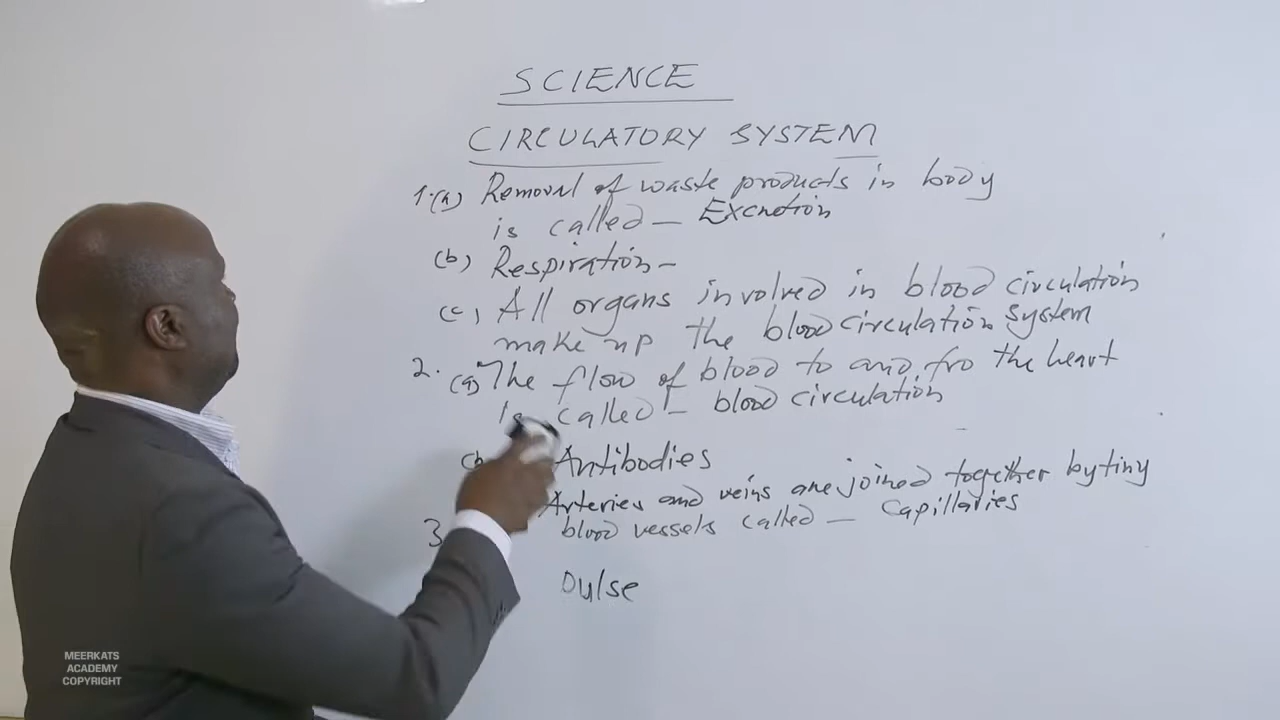 SCIENCE
CIRCULATORY SYSTEM
1.(a) Removal of waste products in body
is called – Excretion
(b) Respiration –
(c) All organs involved in blood circulation
make up the blood circulation system
2. (a) The flow of blood to and fro the heart
is called – blood circulation
(b Antibodies
Arteries and veins are joined together by tiny
3 blood vessels called – Capillaries
Pulse
MEERKATS
ACADEMY
COPYRIGHT